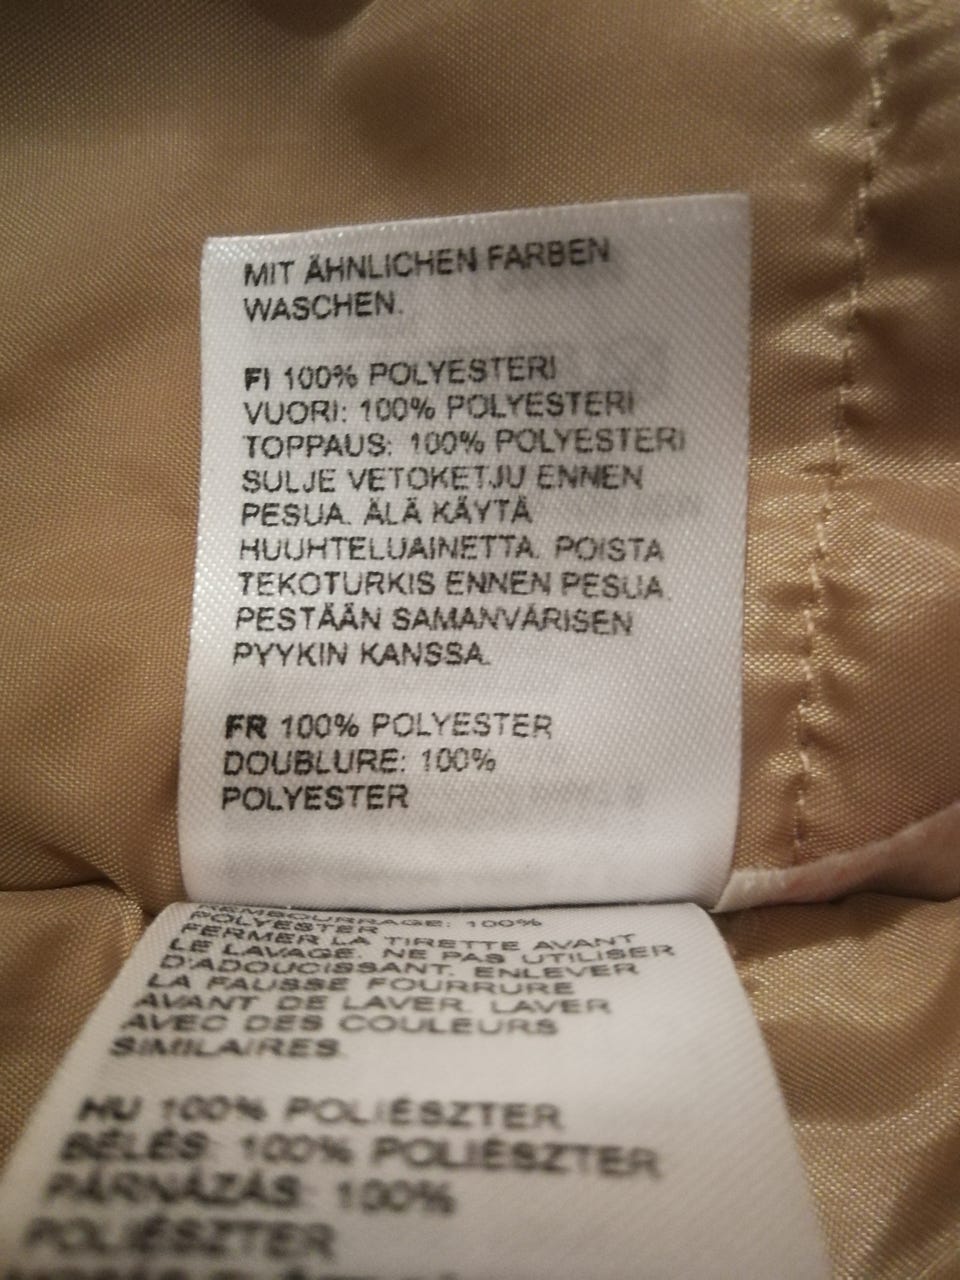 MIT ÄHNLICHEN FARBEN
WASCHEN.
FI 100% POLYESTERI
VUORI: 100% POLYESTERI
TOPPAUS: 100% POLYESTERI
SULJE VETOKETJU ENNEN
PESUA. ÄLÄ KÄYTÄ
HUUHTELUAINETTA. POISTA
TEKOTURKIS ENNEN PESUA.
PESTÄÄN SAMANVÄRISEN
PYYKIN KANSSA.
FR 100% POLYESTER
DOUBLURE: 100%
POLYESTER
REMBOURRAGE: 100%
POLYESTER
FERMER LA TIRETTE AVANT
LE LAVAGE. NE PAS UTILISER
D'ADOUCISSANT. ENLEVER
LA FAUSSE FOURRURE
AVANT DE LAVER. LAVER
AVEC DES COULEURS
SIMILAIRES.
HU 100% POLIÉSZTER
BÉLÉS: 100% POLIÉSZTER
PÁRNÁZÁS: 100%
POLIÉSZTER